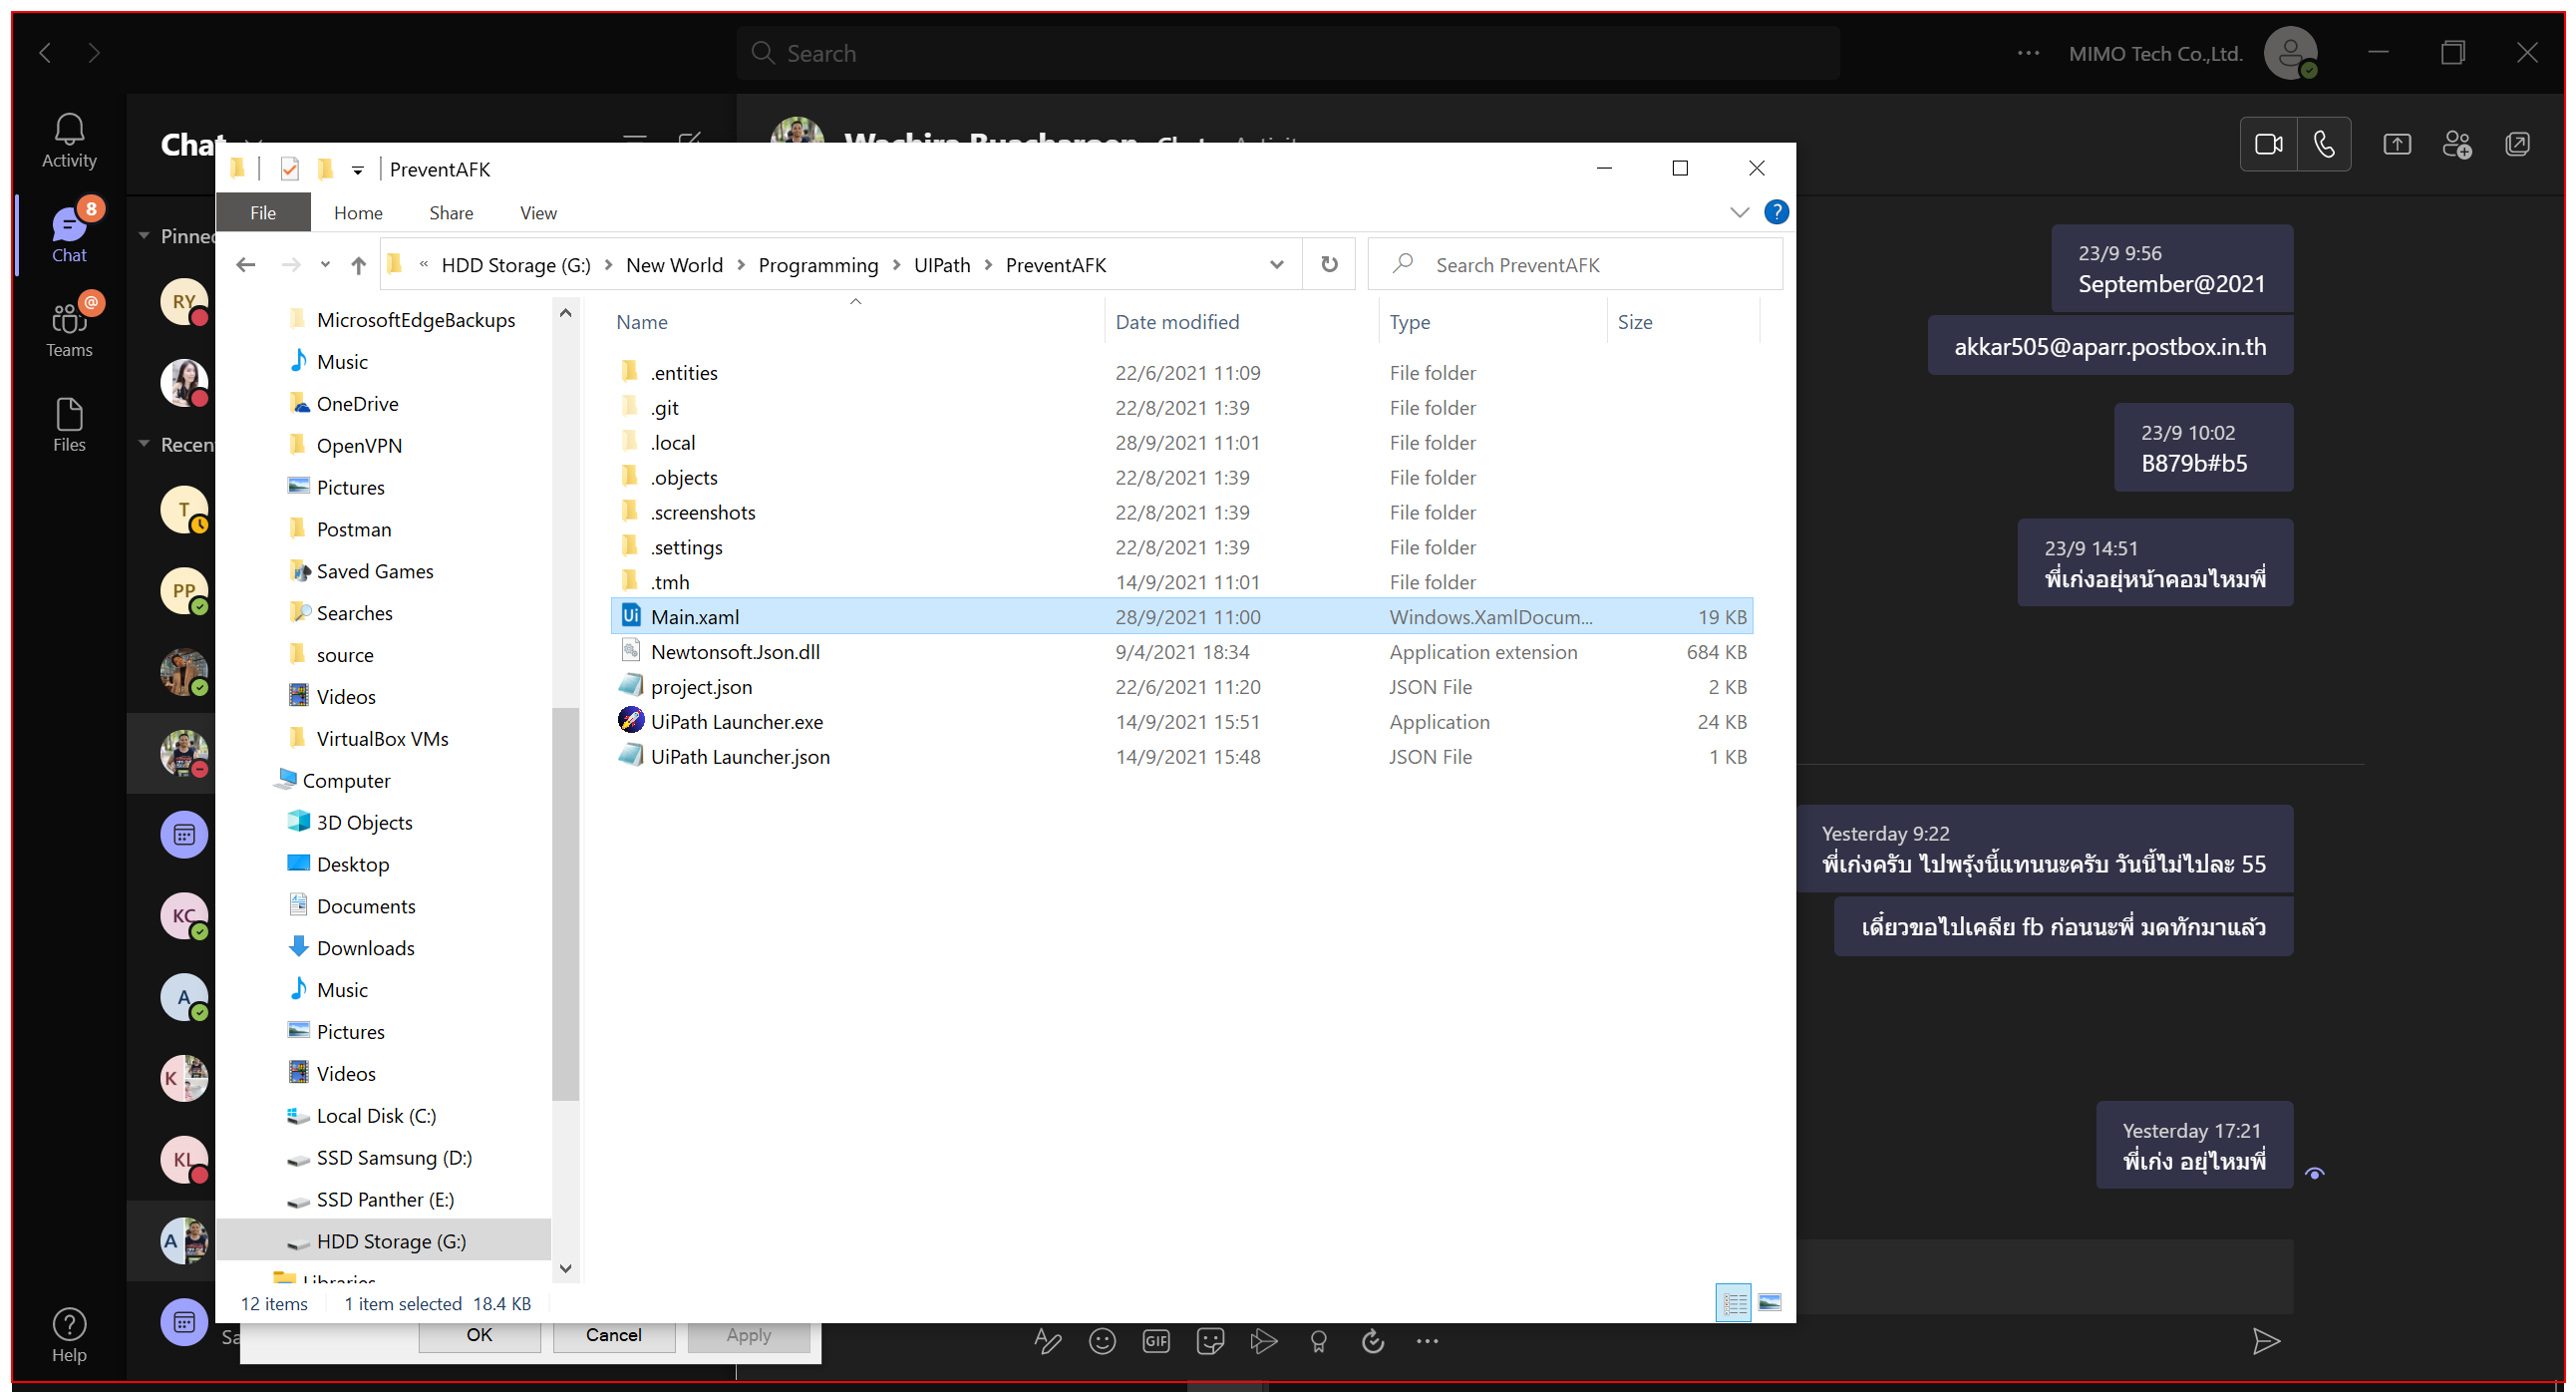 Search
MIMO Tech Co.,Ltd.
Activity
8
Chat
@
Teams
Files
Help
Chat
Pinned
RY
Recent
T
PP
KC
A
K
KL
A
Sa
PreventAFK
File Home Share View
?
« HDD Storage (G:) › New World › Programming › UIPath › PreventAFK
Search PreventAFK
MicrosoftEdgeBackups
Music
OneDrive
OpenVPN
Pictures
Postman
Saved Games
Searches
source
Videos
VirtualBox VMs
Computer
3D Objects
Desktop
Documents
Downloads
Music
Pictures
Videos
Local Disk (C:)
SSD Samsung (D:)
SSD Panther (E:)
HDD Storage (G:)
Libraries
Name Date modified Type Size
.entities 22/6/2021 11:09 File folder
.git 22/8/2021 1:39 File folder
.local 28/9/2021 11:01 File folder
.objects 22/8/2021 1:39 File folder
.screenshots 22/8/2021 1:39 File folder
.settings 22/8/2021 1:39 File folder
.tmh 14/9/2021 11:01 File folder
Ui Main.xaml 28/9/2021 11:00 Windows.XamlDocum... 19 KB
Newtonsoft.Json.dll 9/4/2021 18:34 Application extension 684 KB
project.json 22/6/2021 11:20 JSON File 2 KB
UiPath Launcher.exe 14/9/2021 15:51 Application 24 KB
UiPath Launcher.json 14/9/2021 15:48 JSON File 1 KB
12 items 1 item selected 18.4 KB
OK Cancel Apply
Wachira Buacharoen Chat Activity
23/9 9:56
September@2021
akkar505@aparr.postbox.in.th
23/9 10:02
B879b#b5
23/9 14:51
พี่เก่งอยุ่หน้าคอมไหมพี่
Yesterday 9:22
พี่เก่งครับ ไปพรุ้งนี้แทนนะครับ วันนี้ไม่ไปละ 55
เดี๋ยวขอไปเคลีย fb ก่อนนะพี่ มดทักมาแล้ว
Yesterday 17:21
พี่เก่ง อยุ่ไหมพี่
GIF